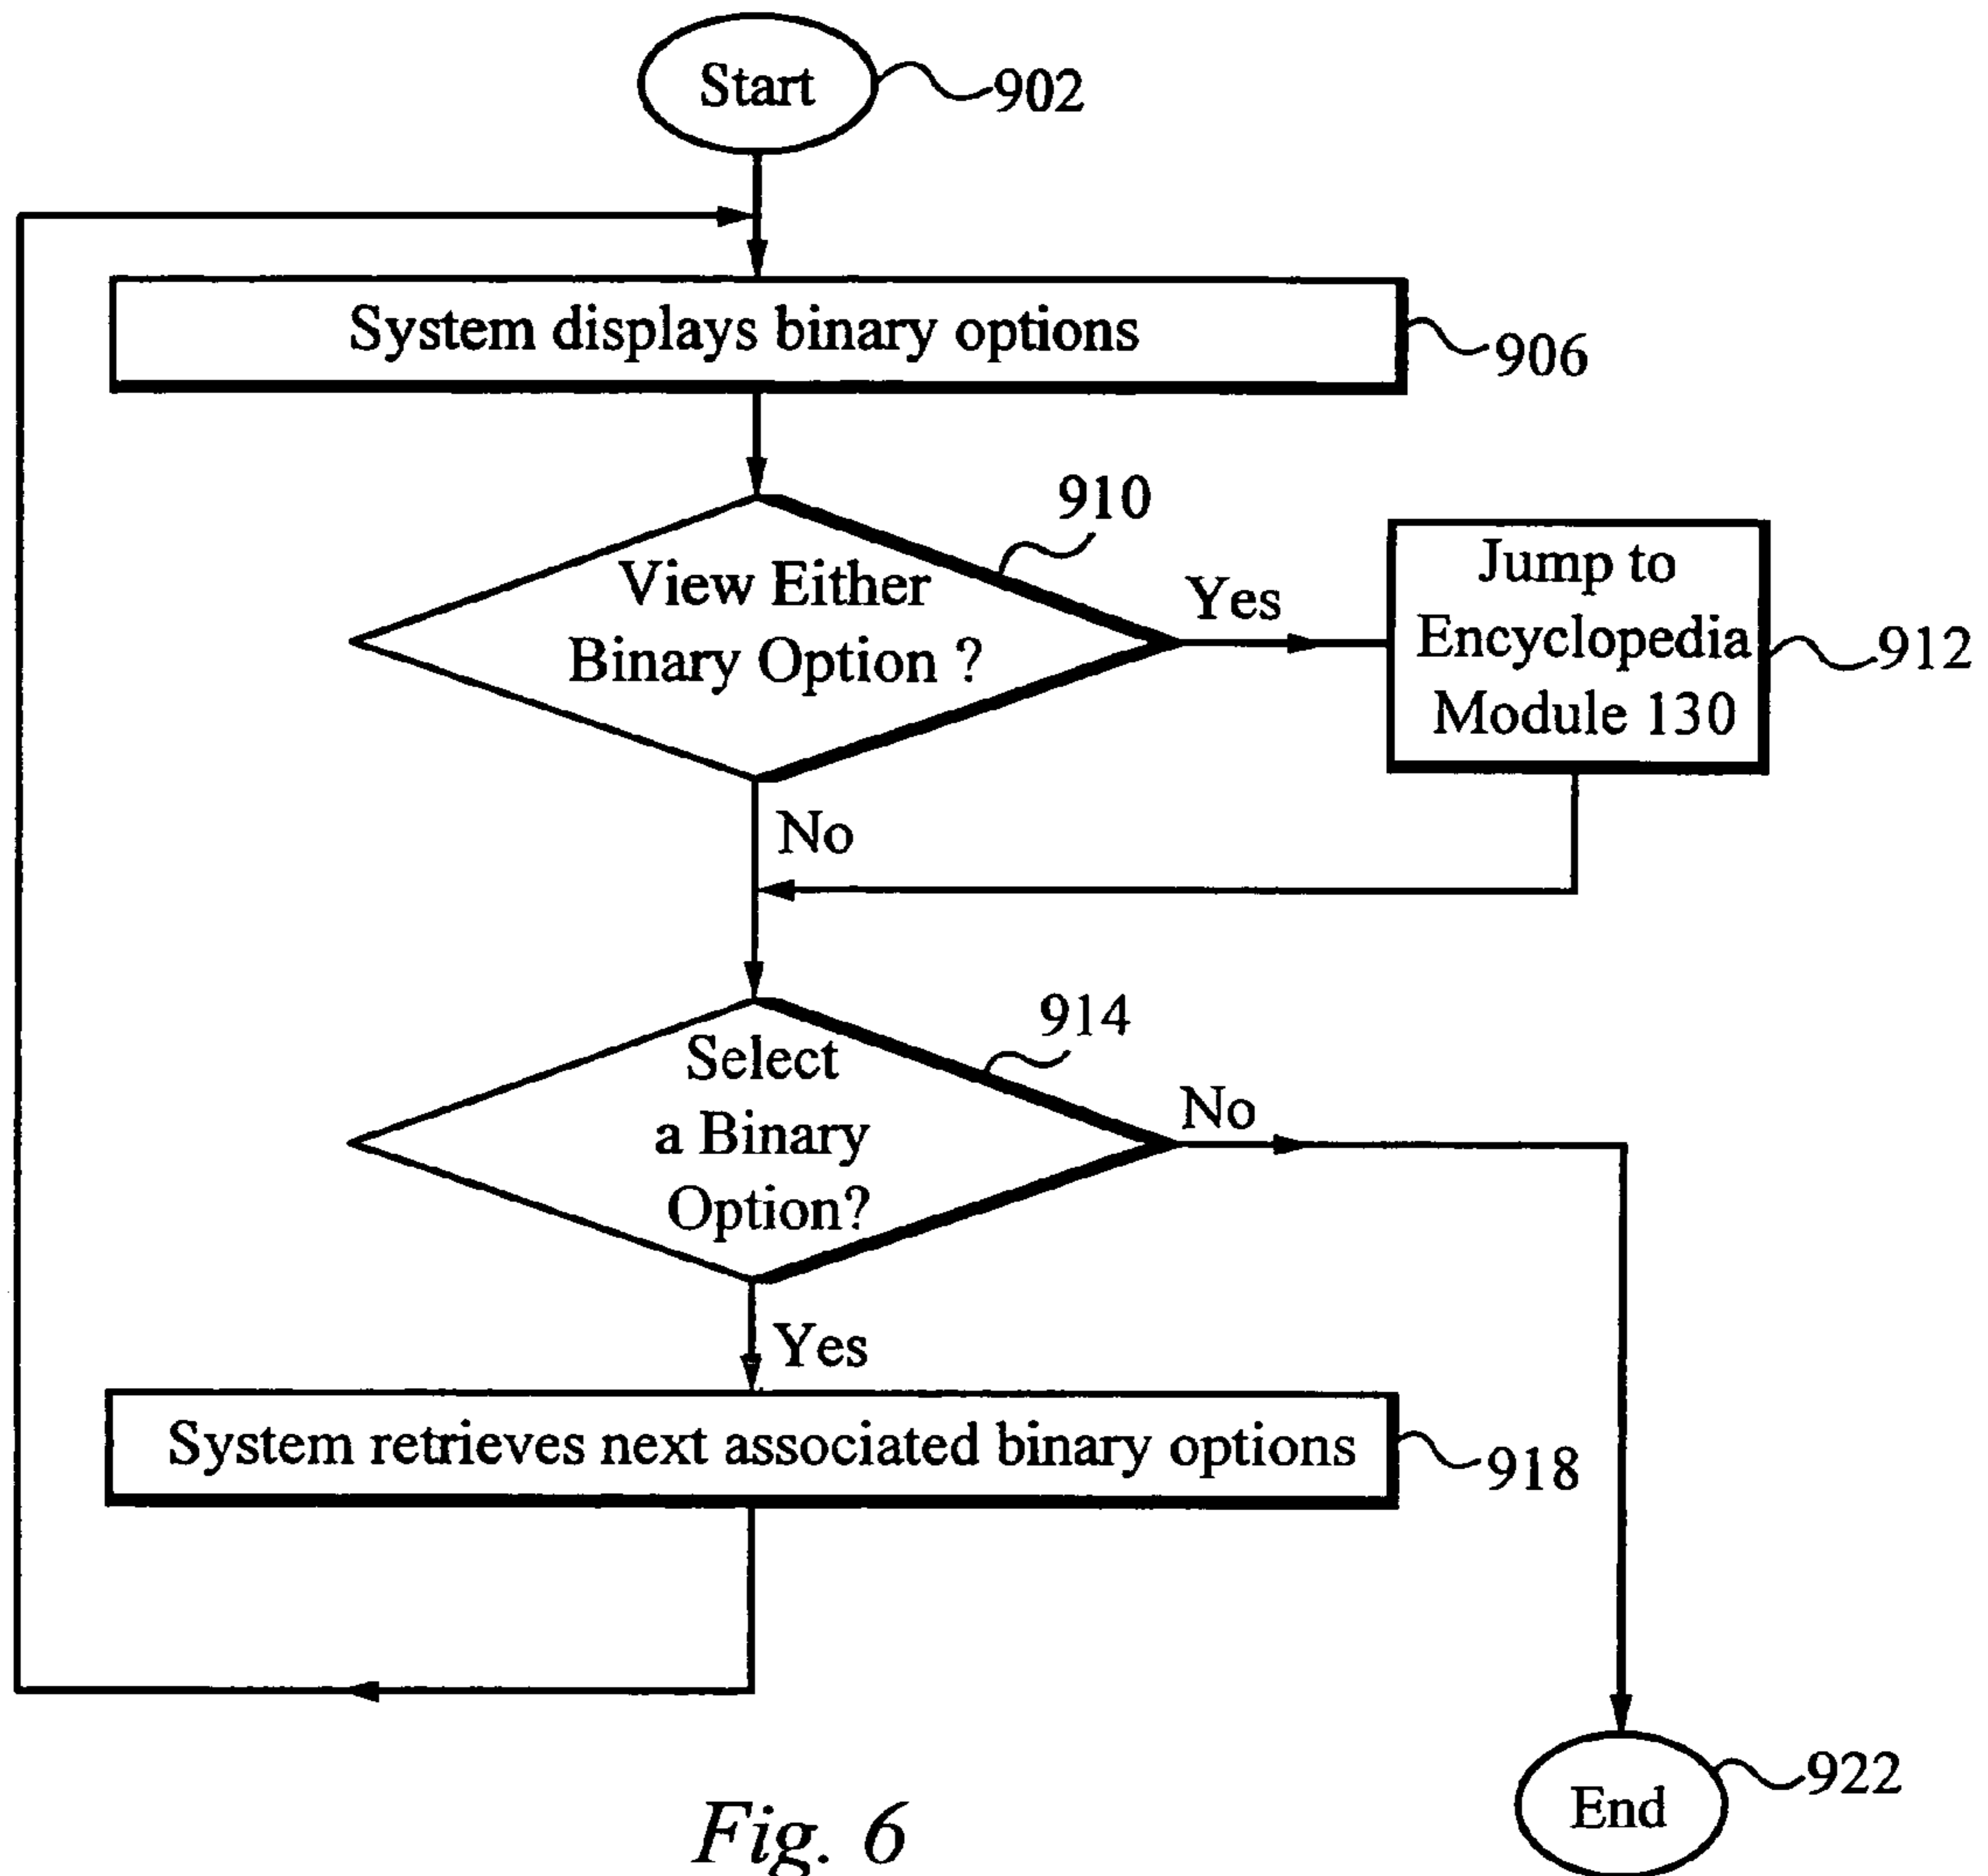 Start
902
System displays binary options
906
910
View Either
Binary Option ?
Yes
Jump to
Encyclopedia
Module 130
912
No
914
Select
a Binary
Option?
No
Yes
System retrieves next associated binary options
918
922
End
Fig. 6